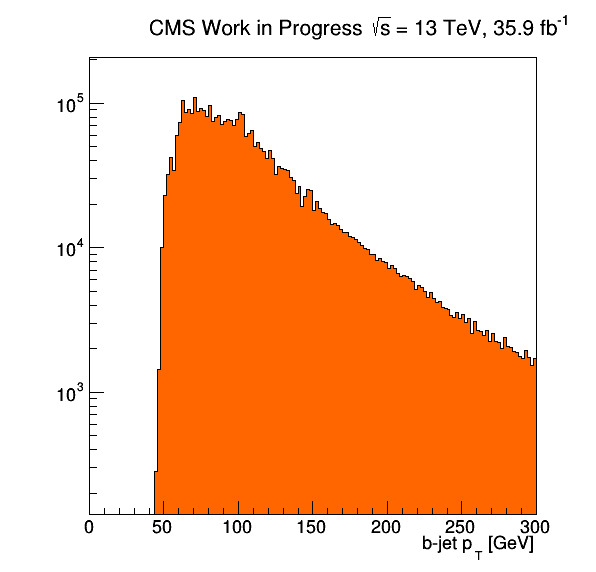 CMS Work in Progress √s = 13 TeV, 35.9 fb⁻¹
10⁵
10⁴
10³
0 50 100 150 200 250 300
b-jet p_T [GeV]